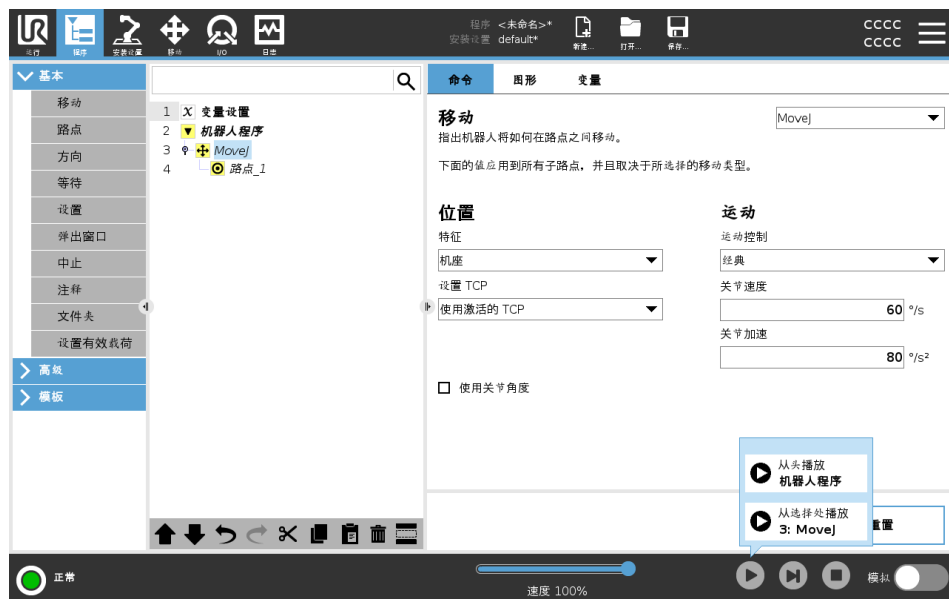 UR
运行
程序
安装设置
移动
I/O
日志
程序 <未命名>*
安装设置 default*
新建...
打开...
保存...
cccc
cccc
基本
移动
路点
方向
等待
设置
弹出窗口
中止
注释
文件夹
设置有效载荷
高级
模板
1 X 变量设置
2 机器人程序
3 MoveJ
4 路点_1
命令 图形 变量
移动
MoveJ
指出机器人将如何在路点之间移动。
下面的值应用到所有子路点，并且取决于所选择的移动类型。
位置
特征
机座
设置 TCP
使用激活的 TCP
使用关节角度
运动
运动控制
经典
关节速度
60 °/s
关节加速
80 °/s²
从头播放
机器人程序
从选择处播放
3: MoveJ
重置
正常
速度 100%
模拟